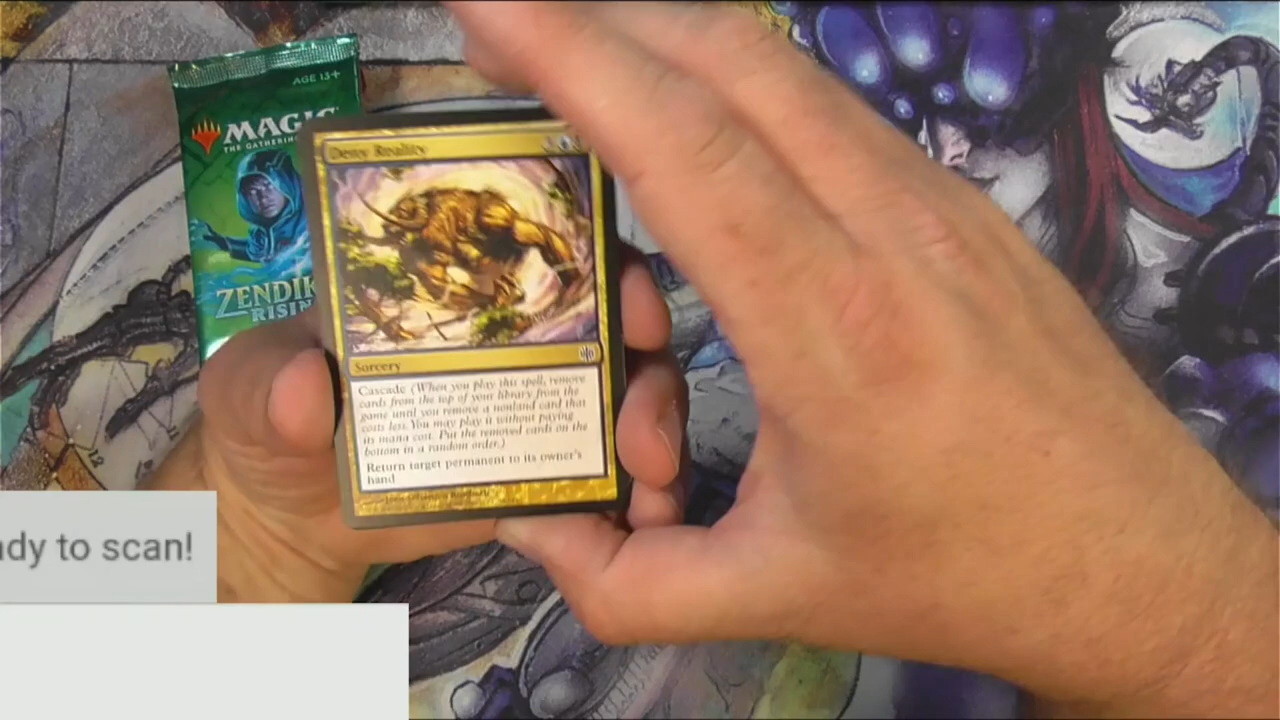 AGE 13+
MAGIC
THE GATHERING
ZENDIK
RISIN
Deny Reality
Sorcery
Cascade (When you play this spell, remove
cards from the top of your library from the
game until you remove a nonland card that
costs less. You may play it without paying
its mana cost. Put the removed cards on the
bottom in a random order.)
Return target permanent to its owner's
hand
ady to scan!